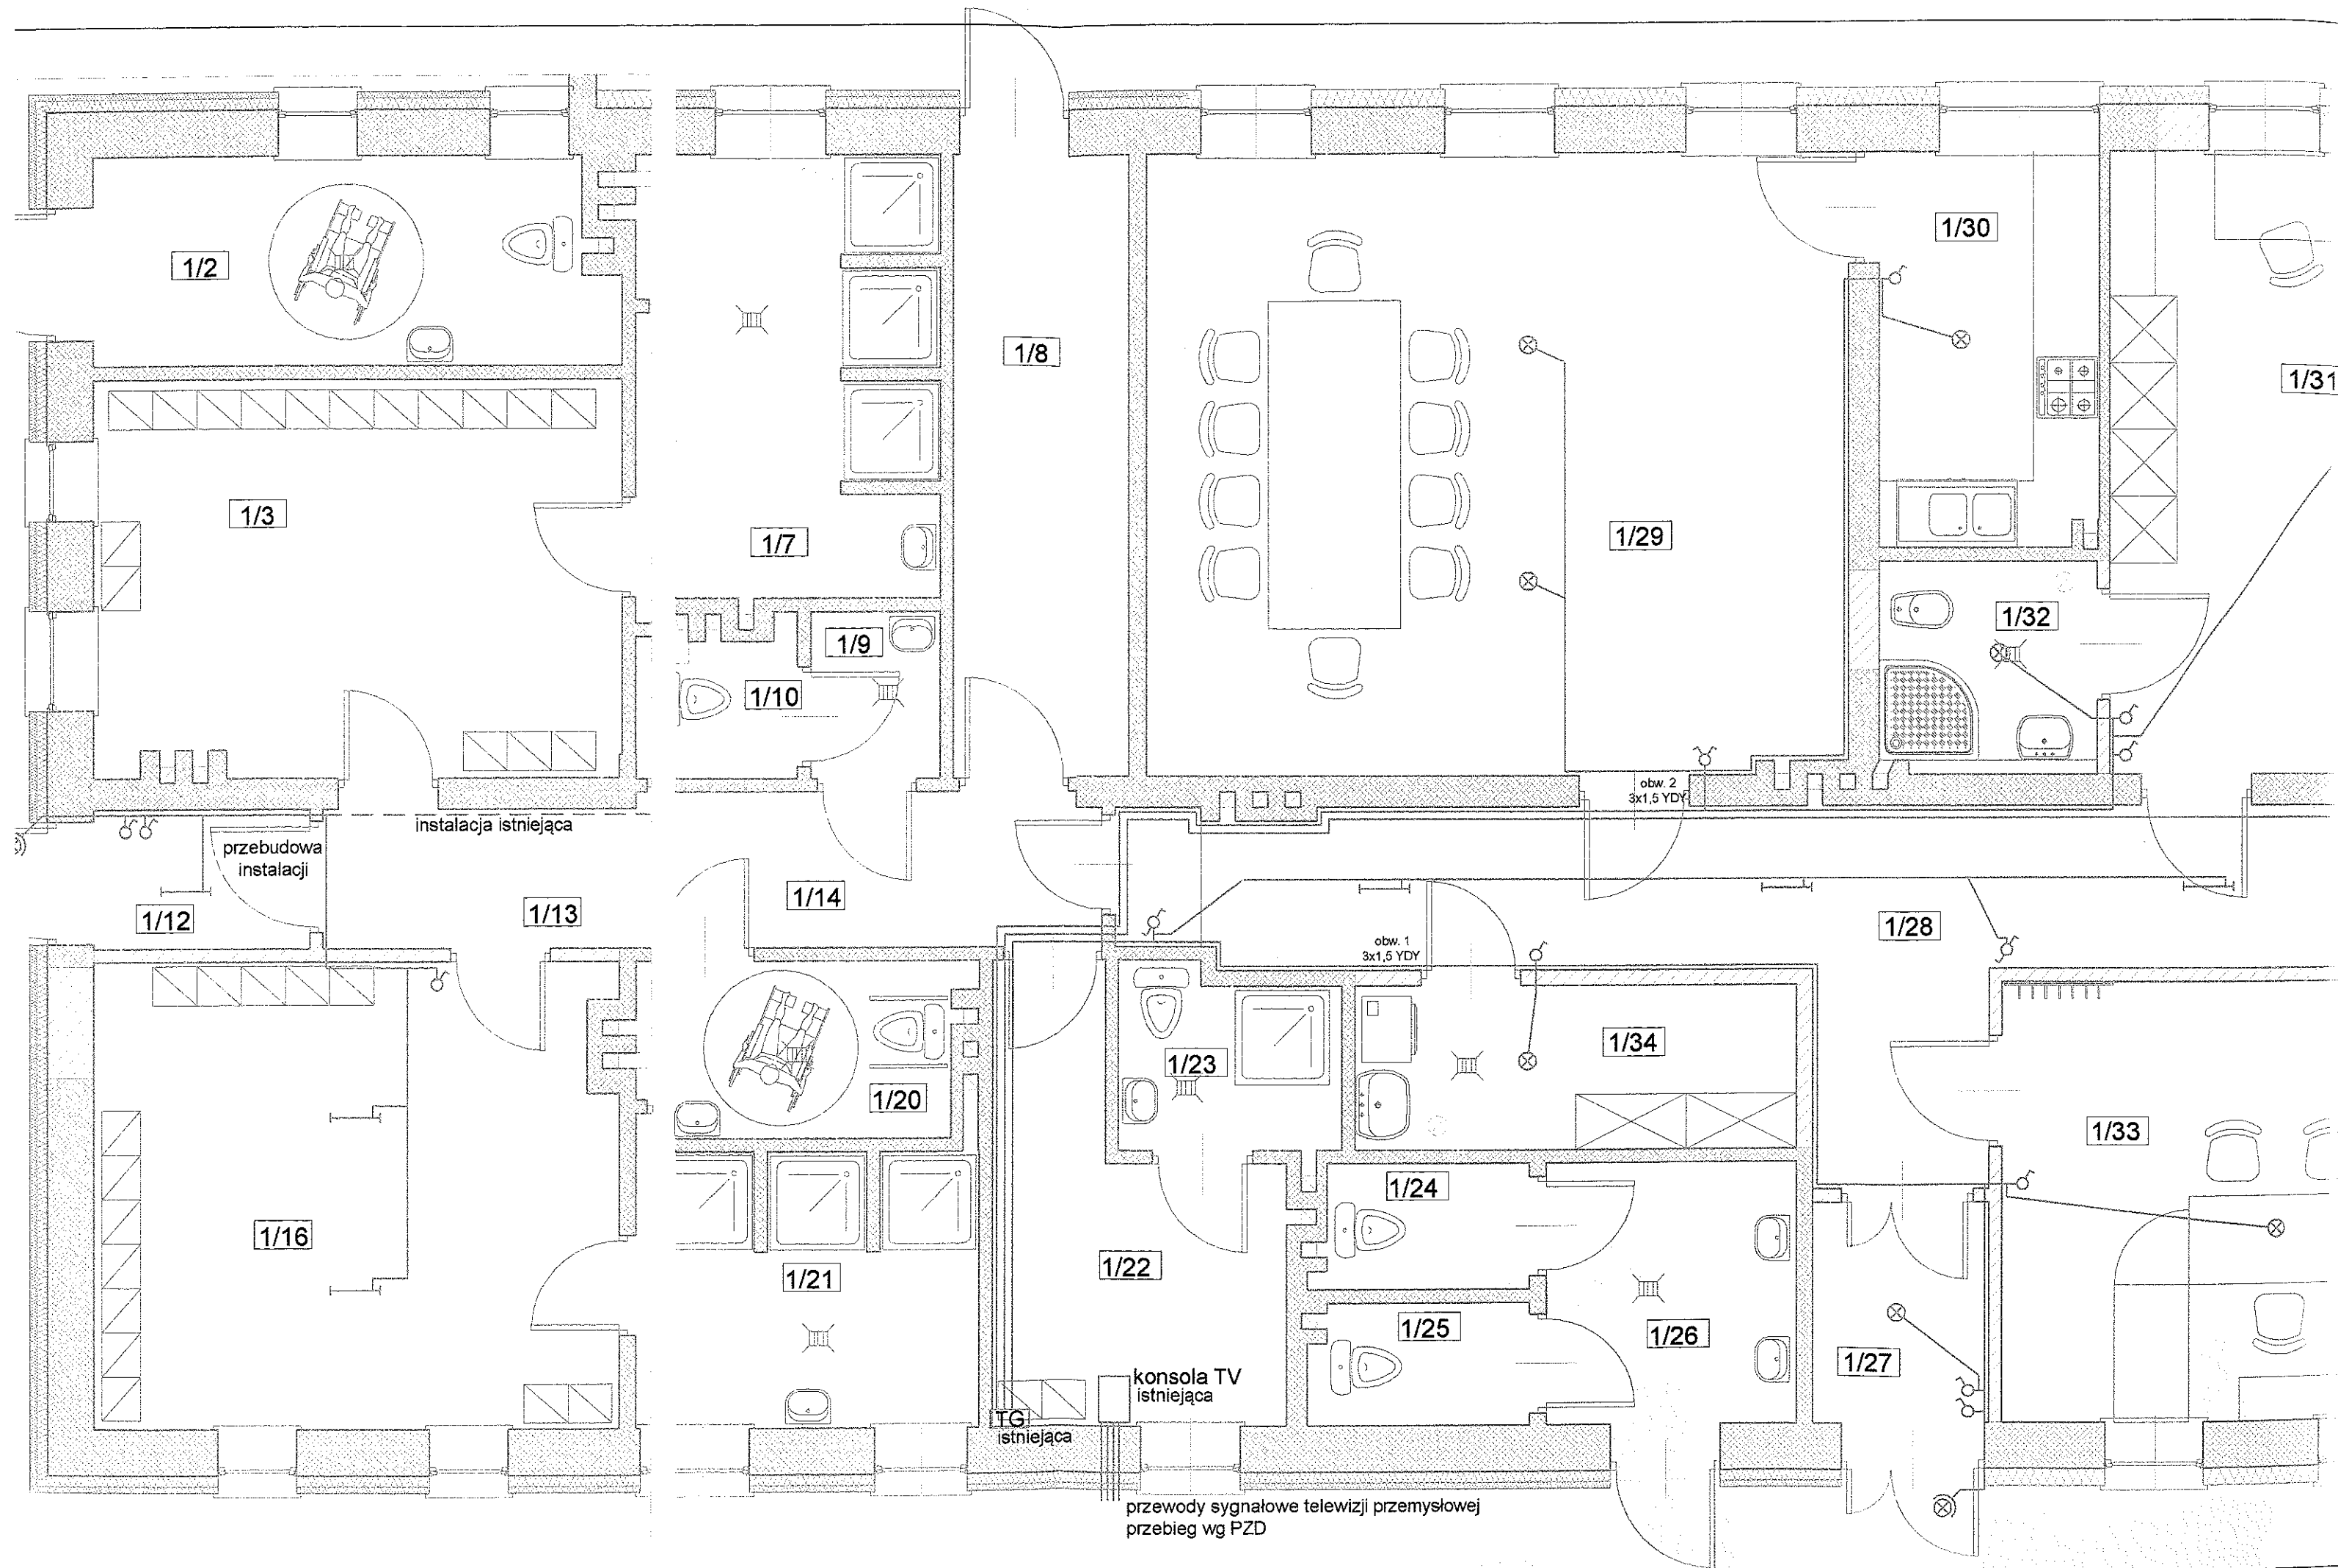 1/2
1/30
1/8
1/31
1/3
1/7
1/29
1/32
1/9
1/10
obw. 2
3x1,5 YDY
instalacja istniejąca
przebudowa
instalacji
1/12
1/13
1/14
1/28
obw. 1
3x1,5 YDY
1/34
1/23
1/20
1/33
1/24
1/16
1/22
1/21
1/25
1/26
1/27
konsola TV
istniejąca
TG
istniejąca
przewody sygnałowe telewizji przemysłowej
przebieg wg PZD